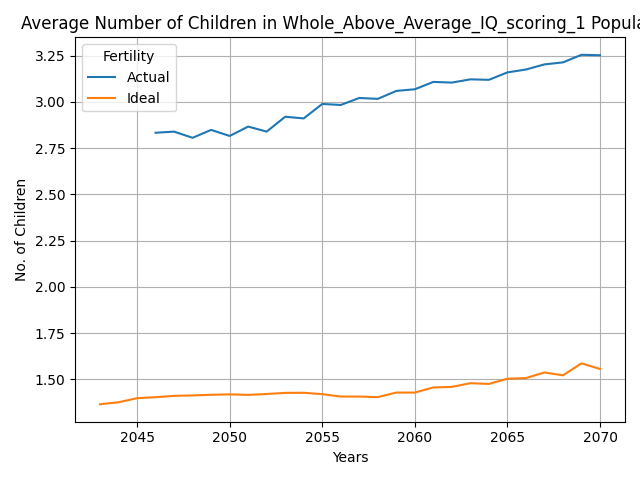 Average Number of Children in Whole_Above_Average_IQ_scoring_1 Popula
Fertility
Actual
Ideal
No. of Children
3.25
3.00
2.75
2.50
2.25
2.00
1.75
1.50
2045 2050 2055 2060 2065 2070
Years